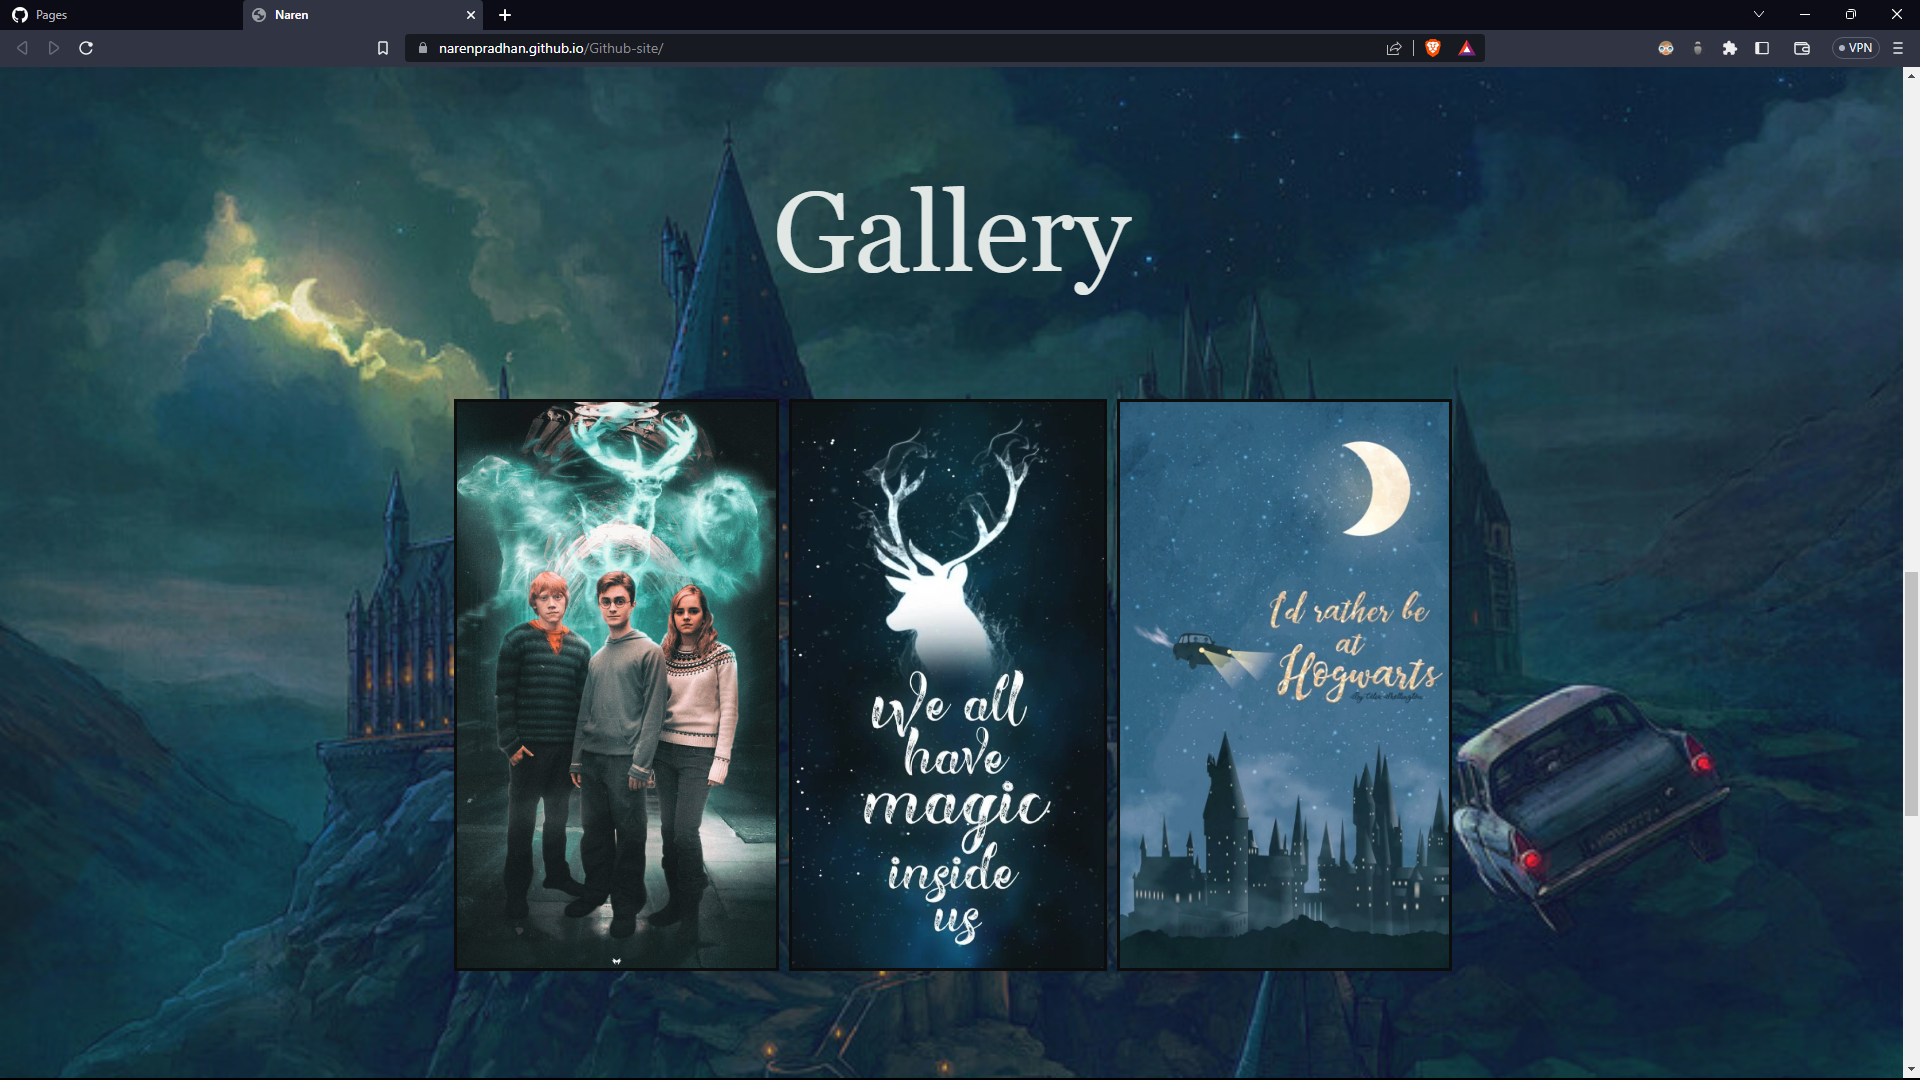 Pages
Naren
narenpradhan.github.io/Github-site/
VPN
Gallery
We all
have
magic
inside
us
I'd rather be
at
Hogwarts